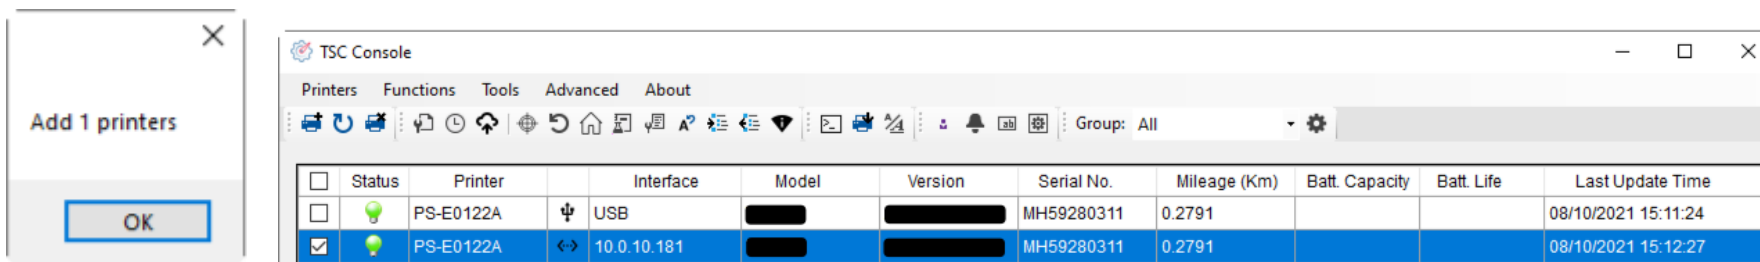 Add 1 printers
OK
TSC Console
Printers Functions Tools Advanced About
Group: All
Status Printer Interface Model Version Serial No. Mileage (Km) Batt. Capacity Batt. Life Last Update Time
PS-E0122A USB MH59280311 0.2791 08/10/2021 15:11:24
PS-E0122A 10.0.10.181 MH59280311 0.2791 08/10/2021 15:12:27